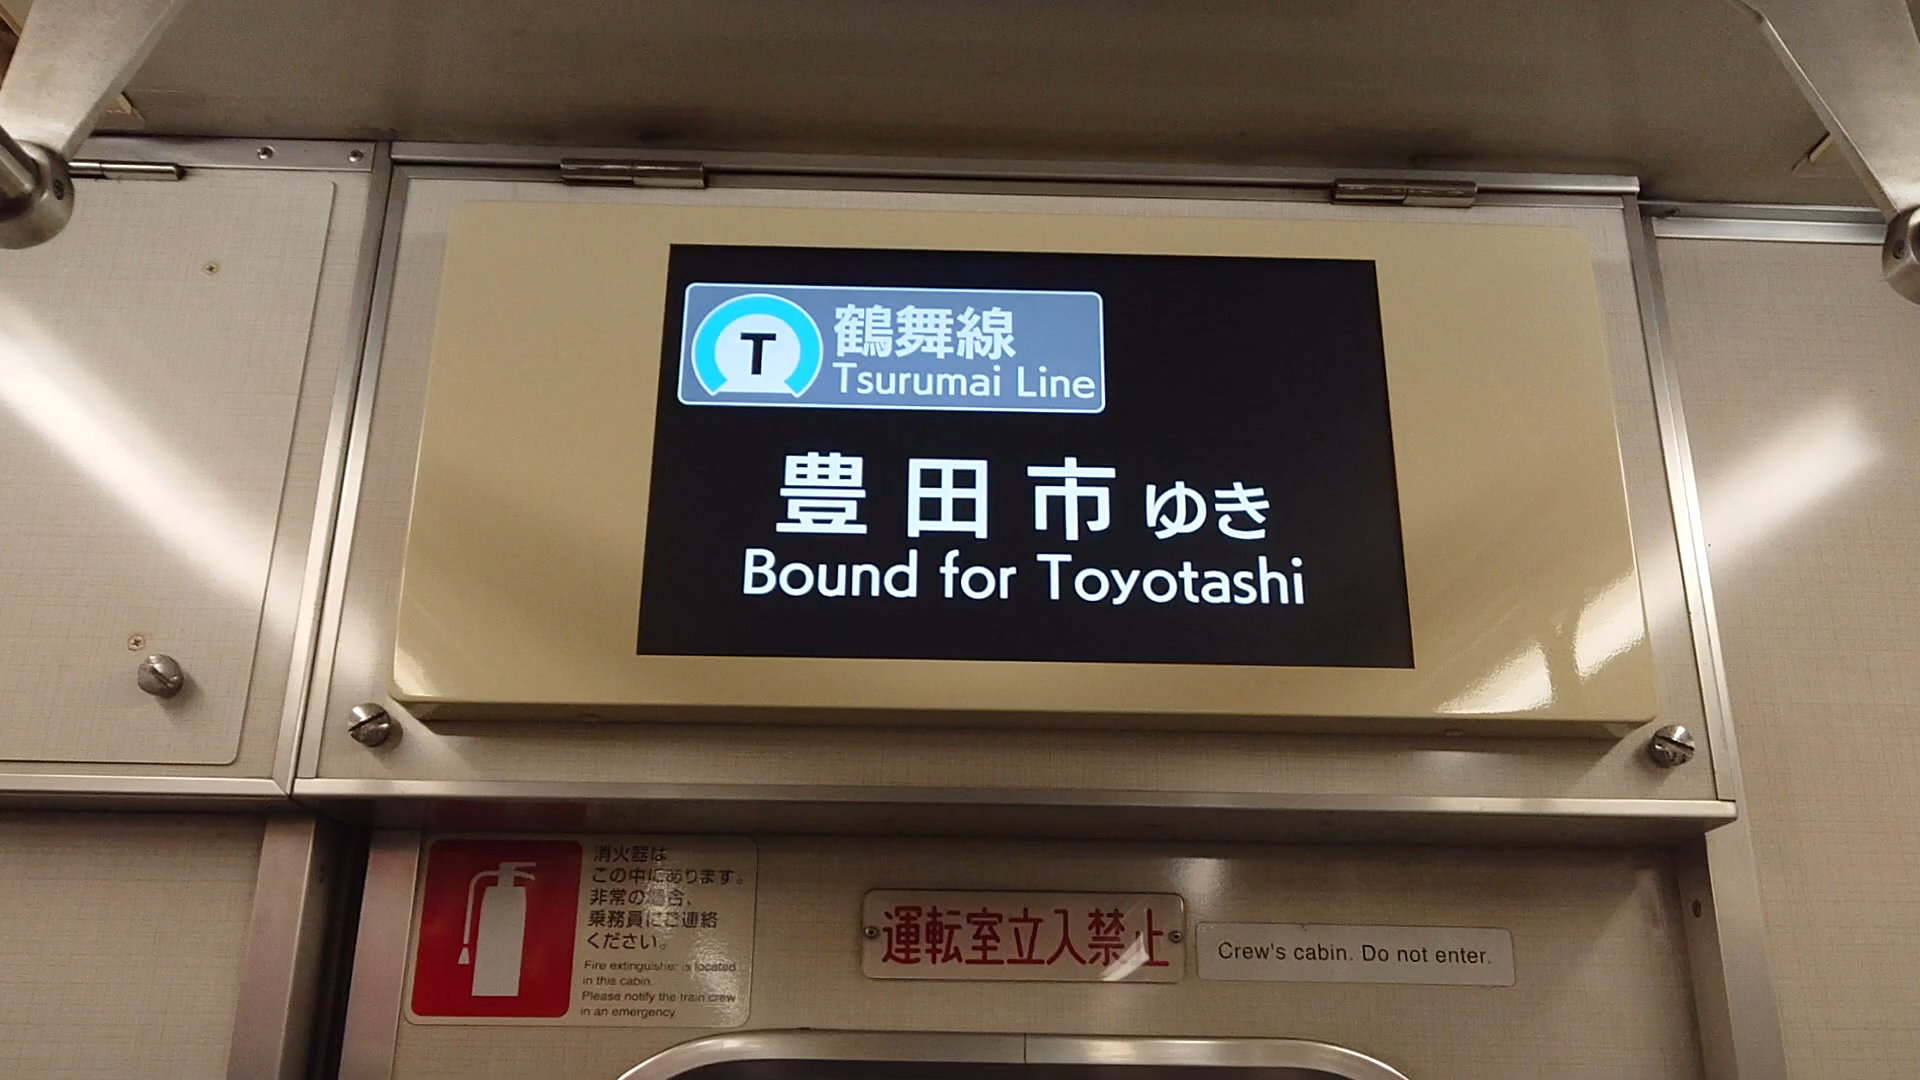 T
鶴舞線
Tsurumai Line
豊田市ゆき
Bound for Toyotashi
消火器は
この中にあります。
非常の場合、
乗務員にご連絡
ください。
Fire extinguisher is located
in this cabin.
Please notify the train crew
in an emergency.
運転室立入禁止
Crew's cabin. Do not enter.